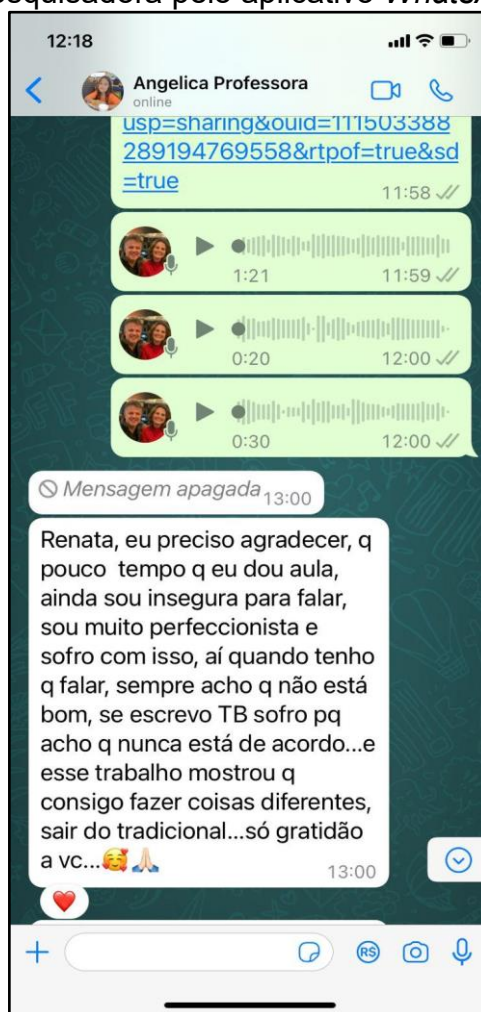 pelo aplicativo
12:18
Angelica Professora
online
usp=sharing&ouid=111503388
289194769558&rtpof=true&sd
=true
11:58
1:21 11:59
0:20 12:00
0:30 12:00
Mensagem apagada 13:00
Renata, eu preciso agradecer, q
pouco tempo q eu dou aula,
ainda sou insegura para falar,
sou muito perfeccionista e
sofro com isso, aí quando tenho
q falar, sempre acho q não está
bom, se escrevo TB sofro pq
acho q nunca está de acordo...e
esse trabalho mostrou q
consigo fazer coisas diferentes,
sair do tradicional...só gratidão
a vc...🥰🙏🏻
13:00
❤️
R$